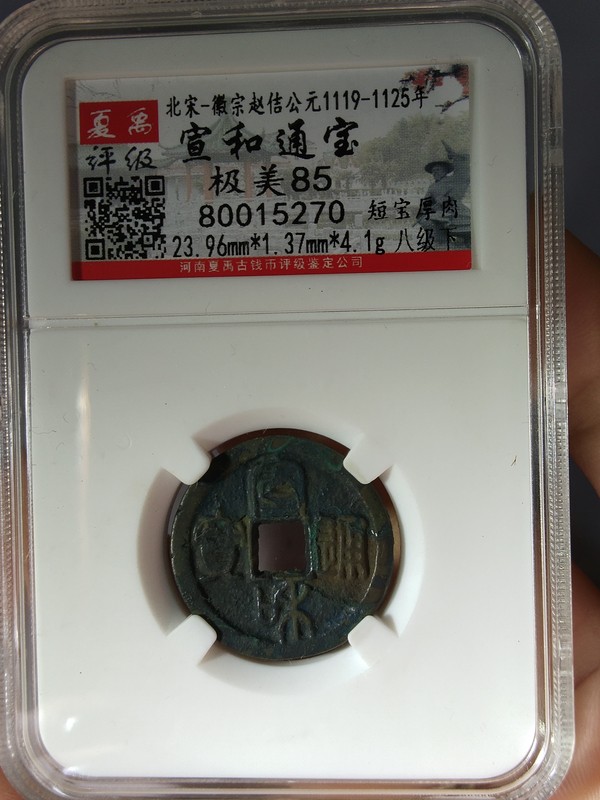 夏禹
评级
北宋-徽宗赵佶公元1119-1125年
宣和通宝
极美85
80015270 短宝厚肉
23.96mm*1.37mm*4.1g 八级下
河南夏禹古钱币评级鉴定公司
宣和通寳